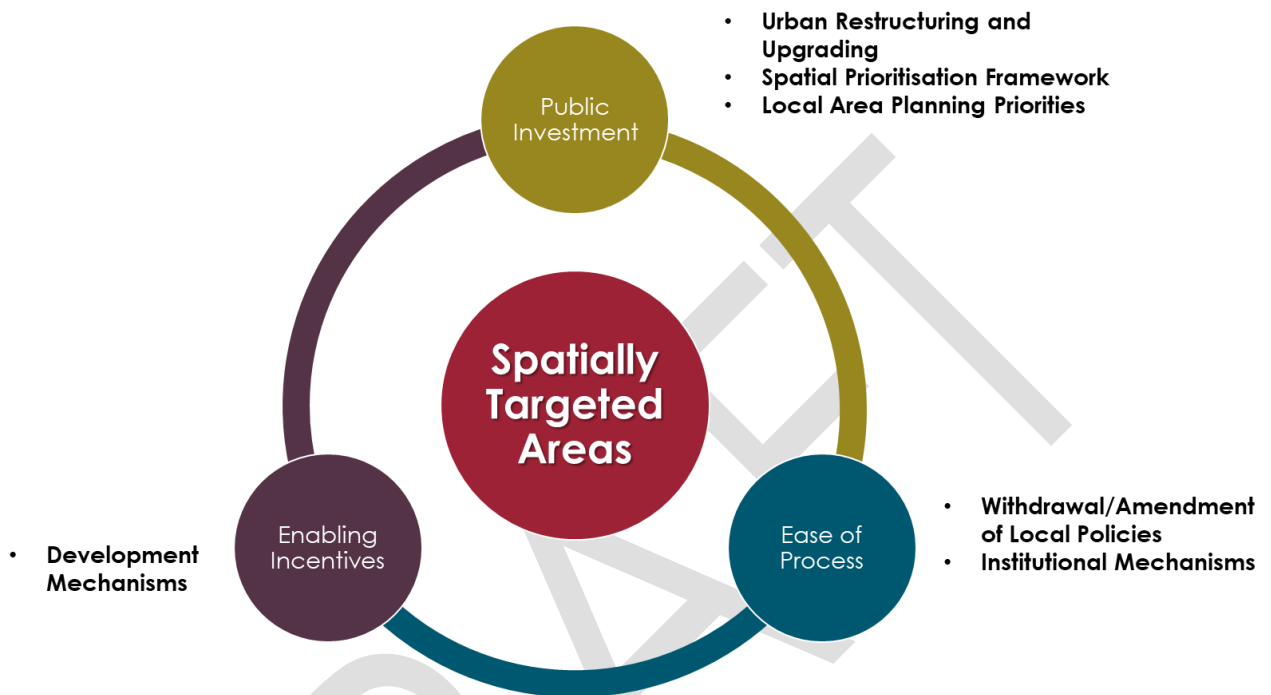 • Urban Restructuring and
Upgrading
• Spatial Prioritisation Framework
• Local Area Planning Priorities
Public
Investment
Spatially
Targeted
Areas
Enabling
Incentives
• Development
Mechanisms
Ease of
Process
• Withdrawal/Amendment
of Local Policies
• Institutional Mechanisms
DRAFT